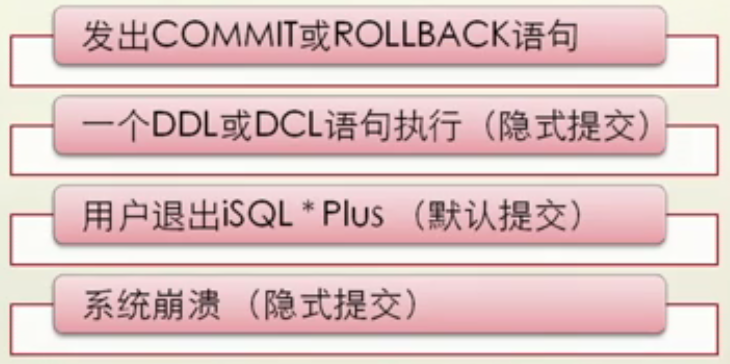 发出COMMIT或ROLLBACK语句
一个DDL或DCL语句执行（隐式提交）
用户退出iSQL*Plus （默认提交）
系统崩溃 （隐式提交）